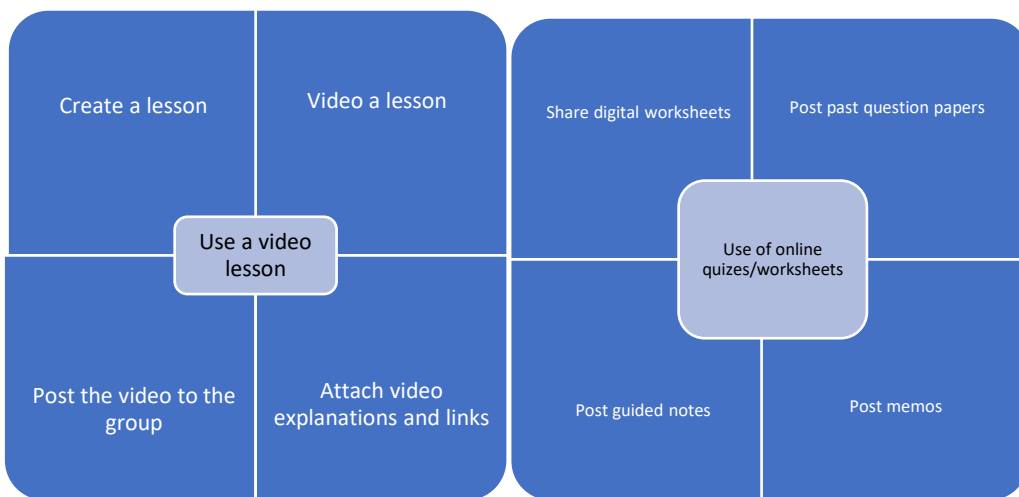 Create a lesson
Video a lesson
Use a video
lesson
Post the video to the
group
Attach video
explanations and links
Share digital worksheets
Post past question papers
Use of online
quizes/worksheets
Post guided notes
Post memos